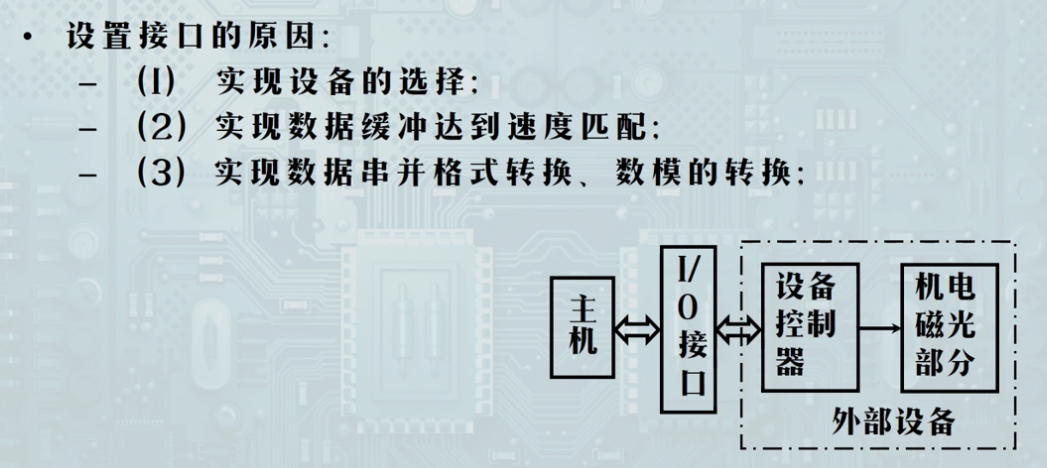 • 设置接口的原因:
– (1) 实现设备的选择;
– (2) 实现数据缓冲达到速度匹配;
– (3) 实现数据串并格式转换、数模的转换;
主机
I/O接口
设备控制器
机电磁光部分
外部设备